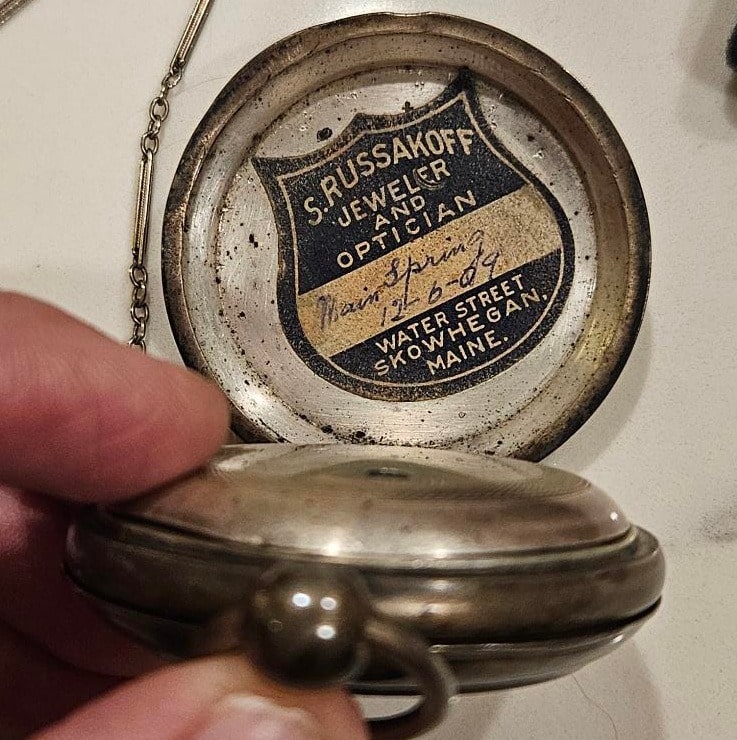 S. RUSSAKOFF
JEWELER
AND
OPTICIAN
Main Spring
12-6-09
WATER STREET
SKOWHEGAN,
MAINE.